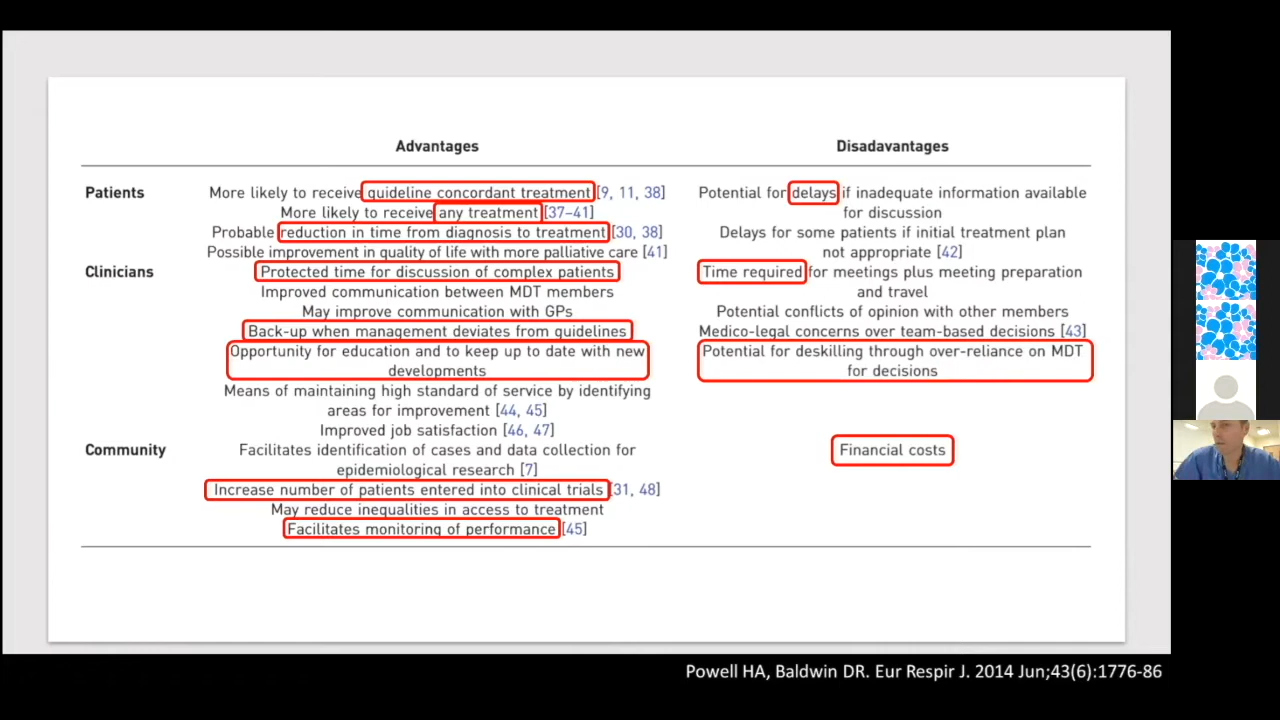 Advantages Disadvantages
Patients More likely to receive guideline concordant treatment [9, 11, 38] Potential for delays if inadequate information available
More likely to receive any treatment [37–41] for discussion
Probable reduction in time from diagnosis to treatment [30, 38] Delays for some patients if initial treatment plan
Possible improvement in quality of life with more palliative care [41] not appropriate [42]
Clinicians Protected time for discussion of complex patients Time required for meetings plus meeting preparation
Improved communication between MDT members and travel
May improve communication with GPs Potential conflicts of opinion with other members
Back-up when management deviates from guidelines Medico-legal concerns over team-based decisions [43]
Opportunity for education and to keep up to date with new Potential for deskilling through over-reliance on MDT
developments for decisions
Means of maintaining high standard of service by identifying
areas for improvement [44, 45]
Improved job satisfaction [46, 47]
Community Facilitates identification of cases and data collection for Financial costs
epidemiological research [7]
Increase number of patients entered into clinical trials [31, 48]
May reduce inequalities in access to treatment
Facilitates monitoring of performance [45]
Powell HA, Baldwin DR. Eur Respir J. 2014 Jun;43(6):1776-86